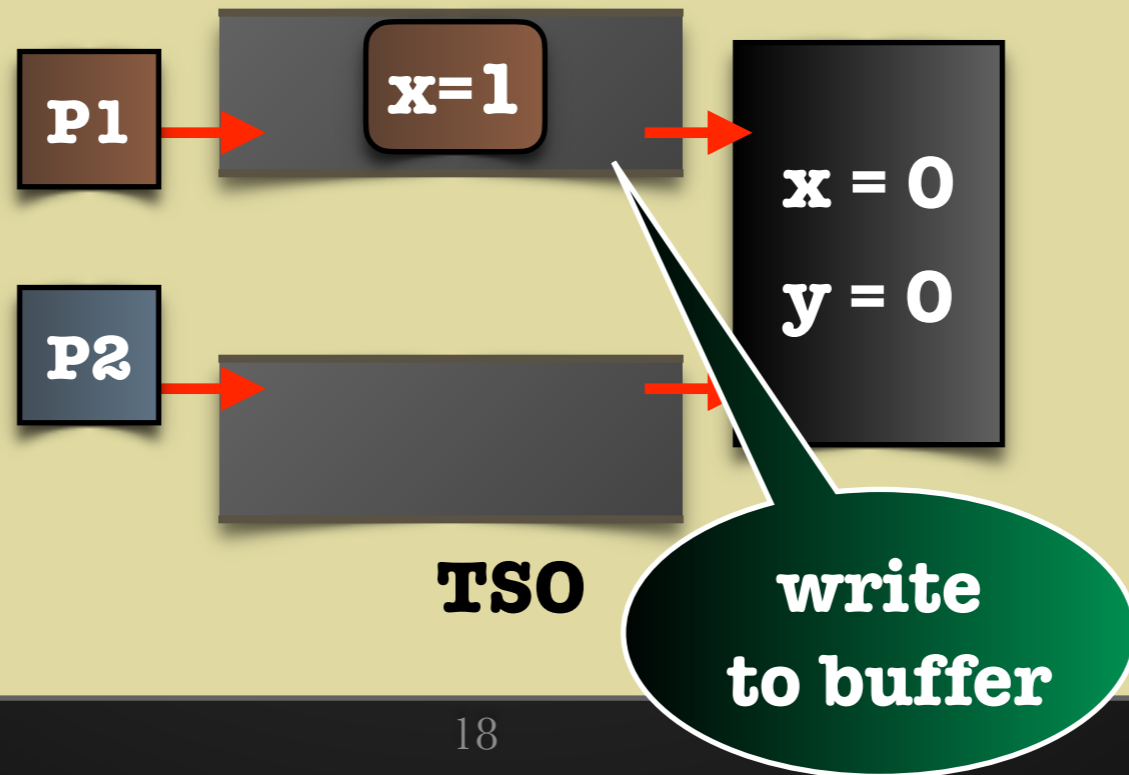 P1
x=1
x = 0
y = 0
P2
TSO
write
to buffer
18